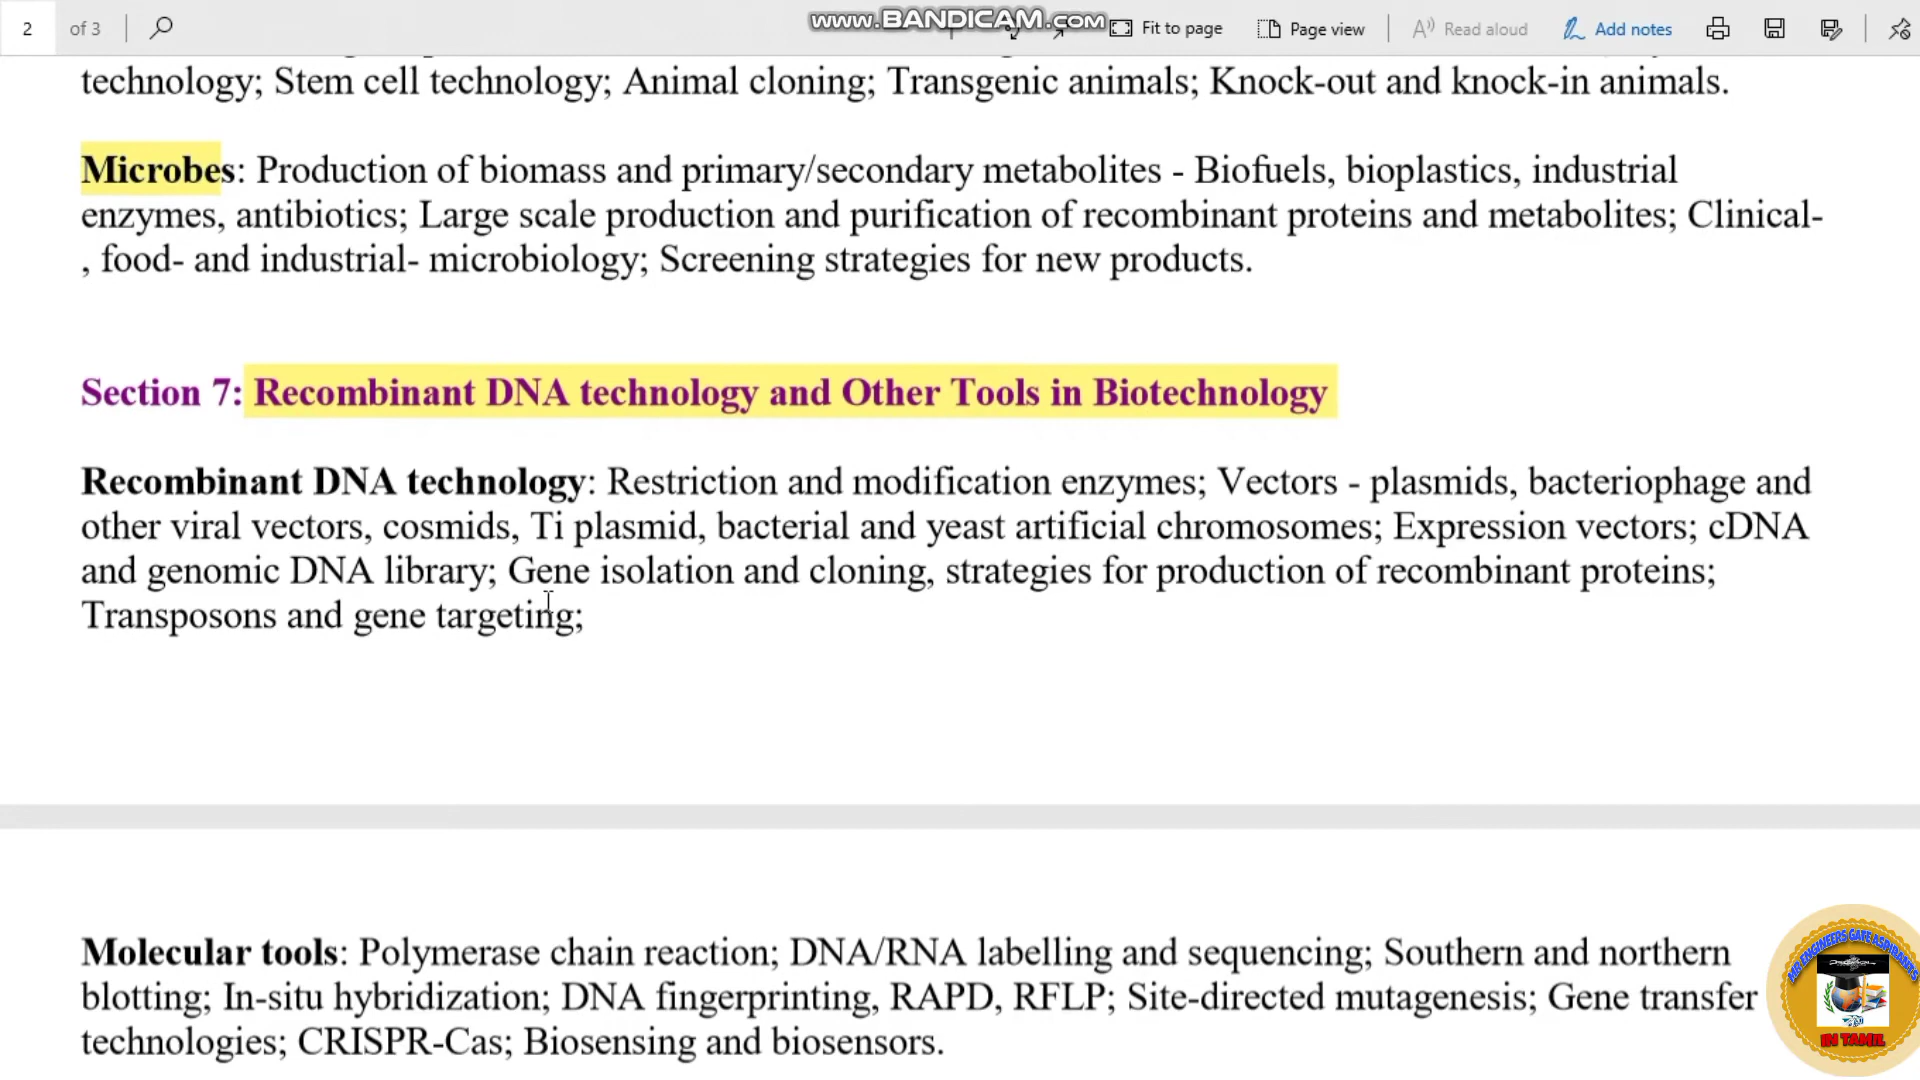 2 of 3 Fit to page Page view Read aloud Add notes
www.BANDICAM.com
technology; Stem cell technology; Animal cloning; Transgenic animals; Knock-out and knock-in animals.
Microbes: Production of biomass and primary/secondary metabolites - Biofuels, bioplastics, industrial
enzymes, antibiotics; Large scale production and purification of recombinant proteins and metabolites; Clinical-
, food- and industrial- microbiology; Screening strategies for new products.
Section 7: Recombinant DNA technology and Other Tools in Biotechnology
Recombinant DNA technology: Restriction and modification enzymes; Vectors - plasmids, bacteriophage and
other viral vectors, cosmids, Ti plasmid, bacterial and yeast artificial chromosomes; Expression vectors; cDNA
and genomic DNA library; Gene isolation and cloning, strategies for production of recombinant proteins;
Transposons and gene targeting;
Molecular tools: Polymerase chain reaction; DNA/RNA labelling and sequencing; Southern and northern
blotting; In-situ hybridization; DNA fingerprinting, RAPD, RFLP; Site-directed mutagenesis; Gene transfer
technologies; CRISPR-Cas; Biosensing and biosensors.
ENGINEERS GATE ASPIRANTS
IN TAMIL